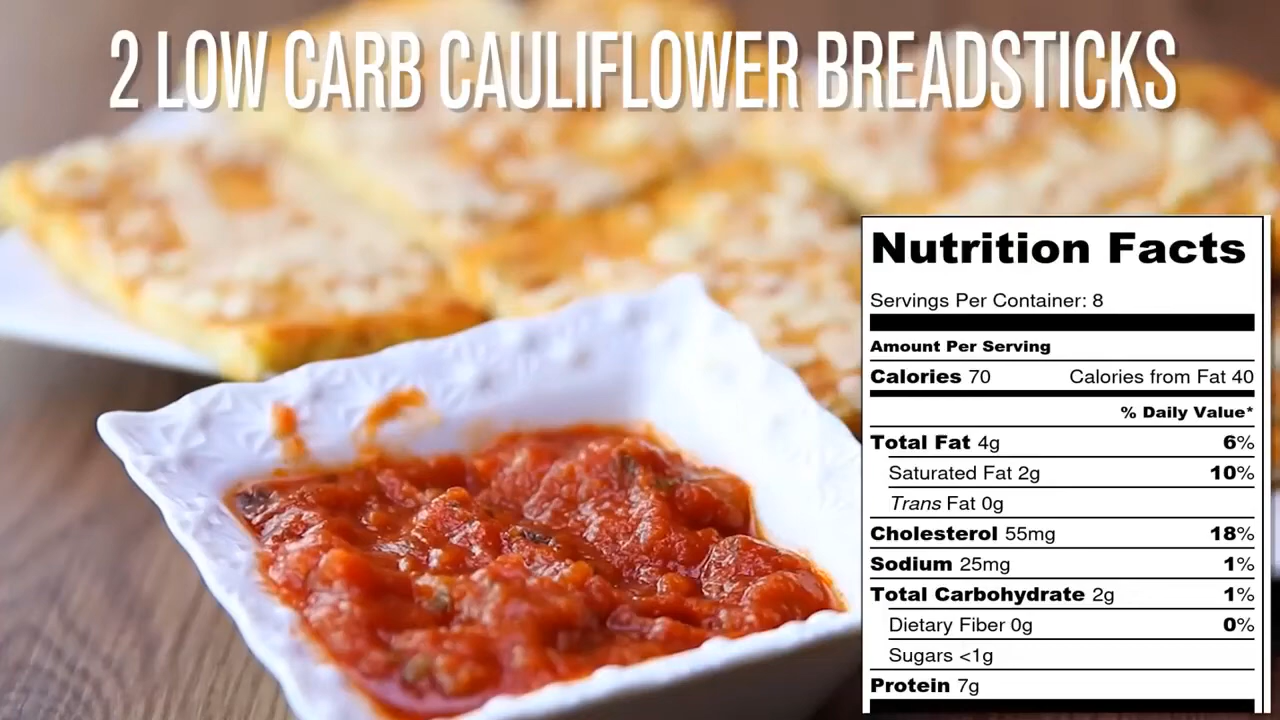 2 LOW CARB CAULIFLOWER BREADSTICKS
Nutrition Facts
Servings Per Container: 8
Amount Per Serving
Calories 70 Calories from Fat 40
% Daily Value*
Total Fat 4g 6%
Saturated Fat 2g 10%
Trans Fat 0g
Cholesterol 55mg 18%
Sodium 25mg 1%
Total Carbohydrate 2g 1%
Dietary Fiber 0g 0%
Sugars <1g
Protein 7g